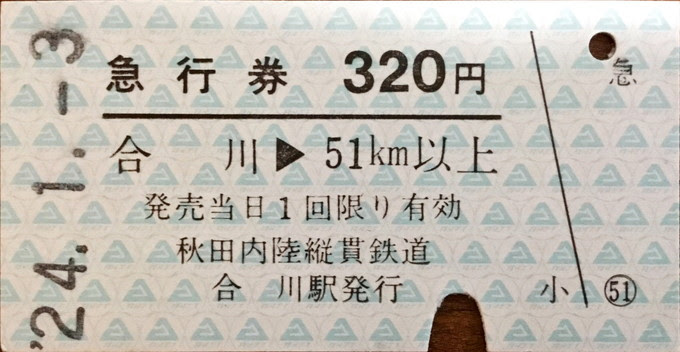 '24.1.-3
急行券 320円
急
合 川 ▶ 51km以上
発売当日1回限り有効
秋田内陸縦貫鉄道
合 川駅発行
小 51